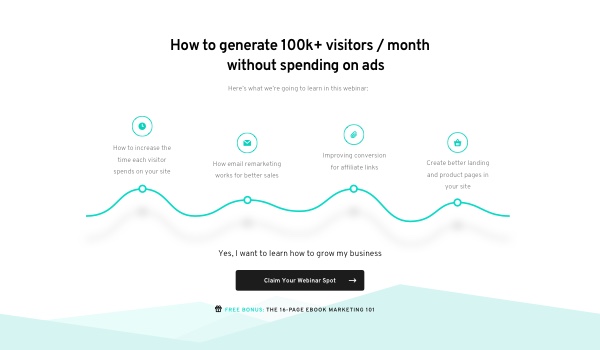 How to generate 100k+ visitors / month
without spending on ads
Here's what we're going to learn in this webinar:
How to increase the
time each visitor
spends on your site
How email remarketing
works for better sales
Improving conversion
for affiliate links
Create better landing
and product pages in
your site
Yes, I want to learn how to grow my business
Claim Your Webinar Spot
FREE BONUS: THE 16-PAGE EBOOK MARKETING 101